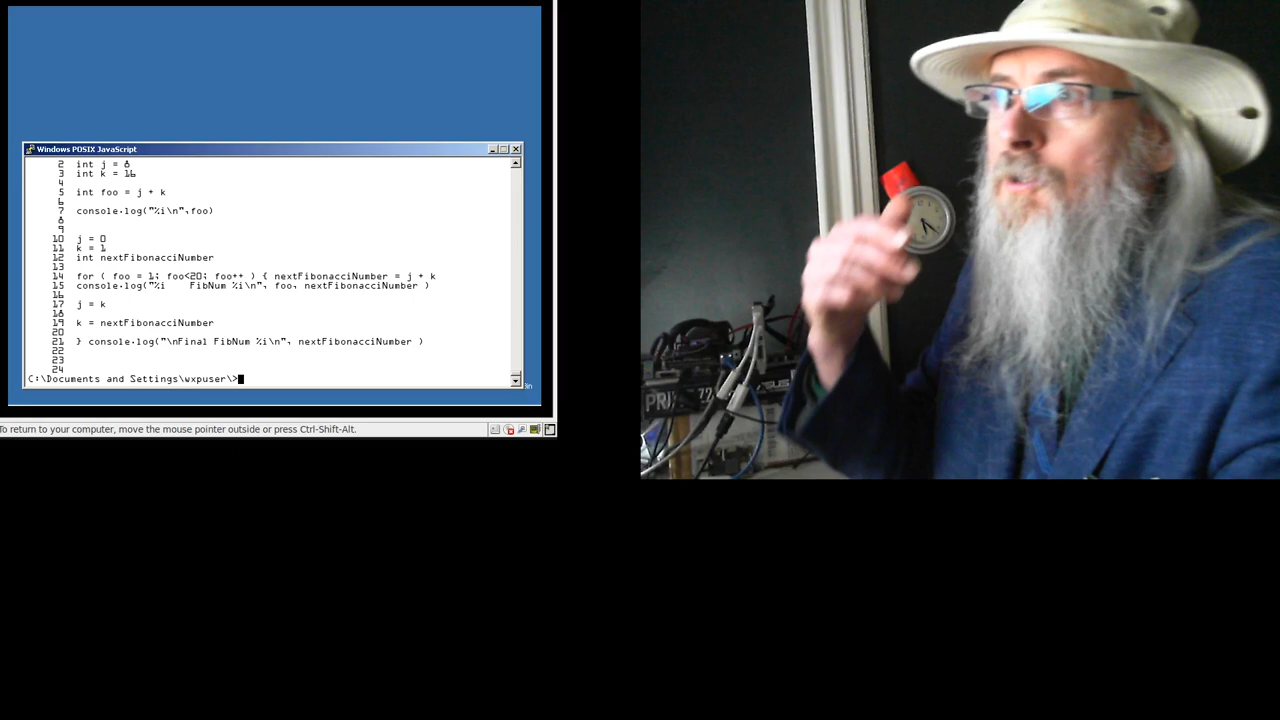 Windows POSIX JavaScript
2 int j = 8
3 int k = 16
4
5 int foo = j + k
6
7 console.log("%i\n",foo)
8
9
10 j = 0
11 k = 1
12 int nextFibonacciNumber
13
14 for ( foo = 1; foo<20; foo++ ) { nextFibonacciNumber = j + k
15 console.log("%i    FibNum %i\n", foo, nextFibonacciNumber )
16
17 j = k
18
19 k = nextFibonacciNumber
20
21 } console.log("\nFinal FibNum %i\n", nextFibonacciNumber )
22
23
24
C:\Documents and Settings\wxpuser\>
To return to your computer, move the mouse pointer outside or press Ctrl-Shift-Alt.